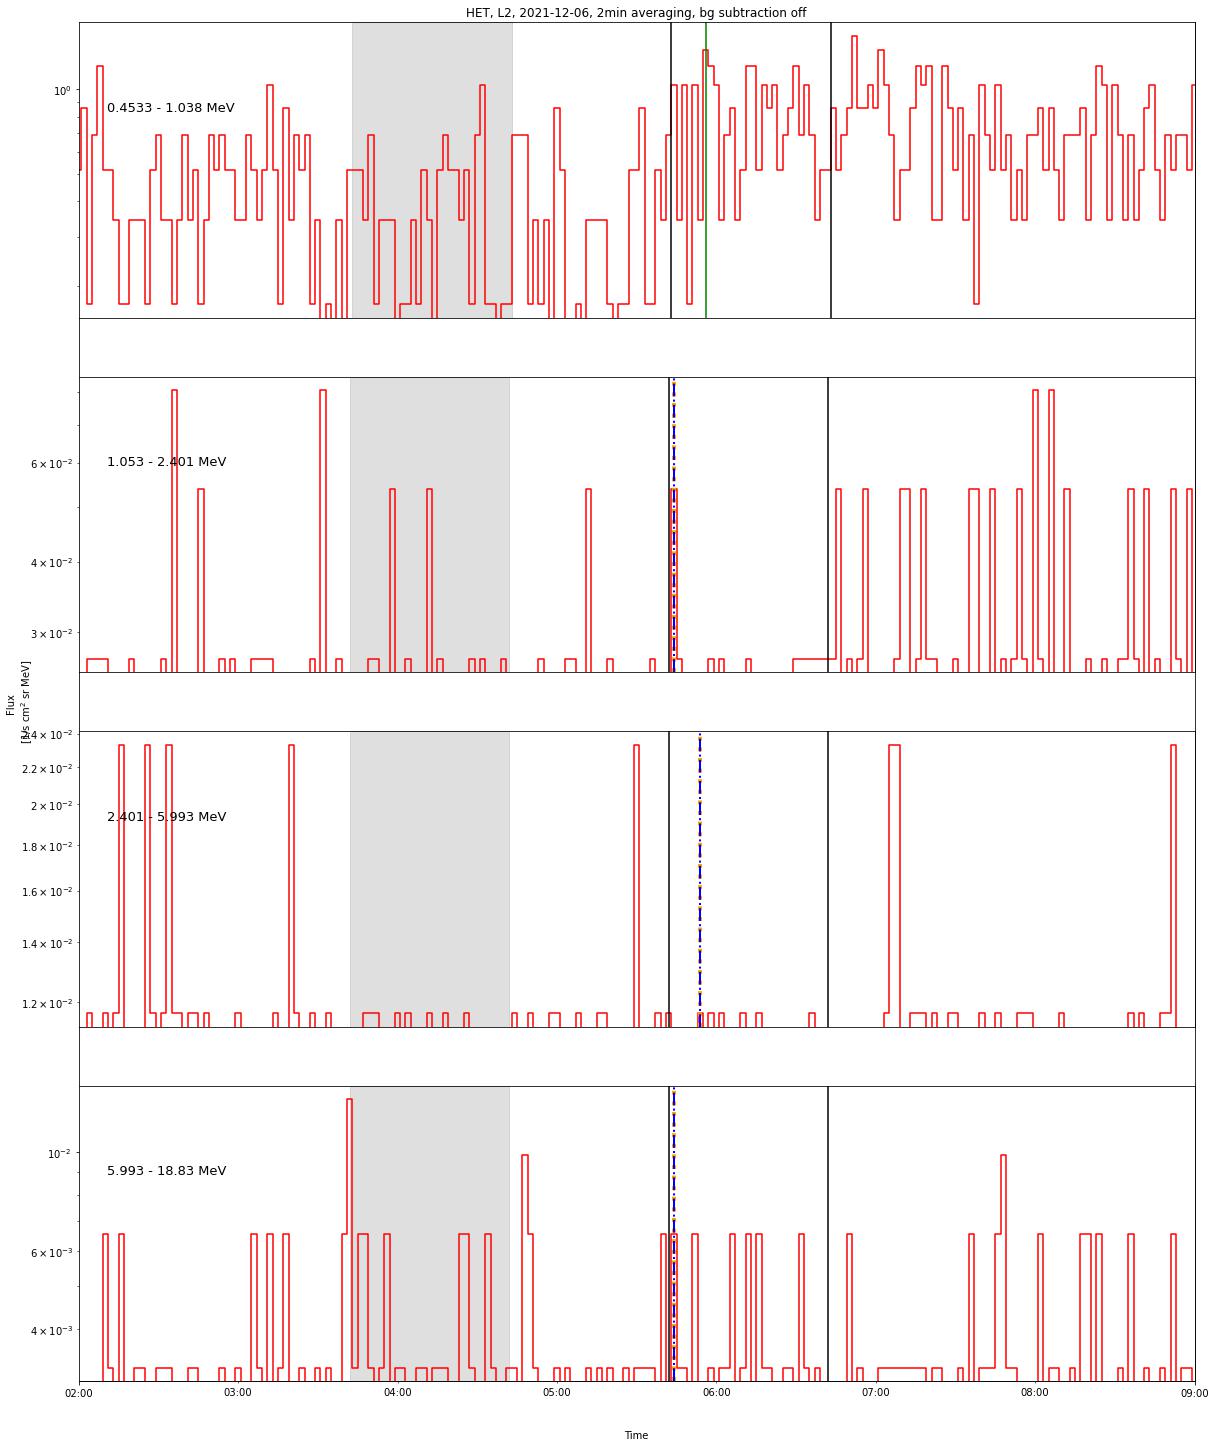 HET, L2, 2021-12-06, 2min averaging, bg subtraction off
10⁰
0.4533 - 1.038 MeV
6 × 10⁻²
4 × 10⁻²
3 × 10⁻²
1.053 - 2.401 MeV
Flux
[1/s cm² sr MeV]
2.4 × 10⁻²
2.2 × 10⁻²
2 × 10⁻²
1.8 × 10⁻²
1.6 × 10⁻²
1.4 × 10⁻²
1.2 × 10⁻²
2.401 - 5.993 MeV
10⁻²
6 × 10⁻³
4 × 10⁻³
5.993 - 18.83 MeV
02:00 03:00 04:00 05:00 06:00 07:00 08:00 09:00
Time